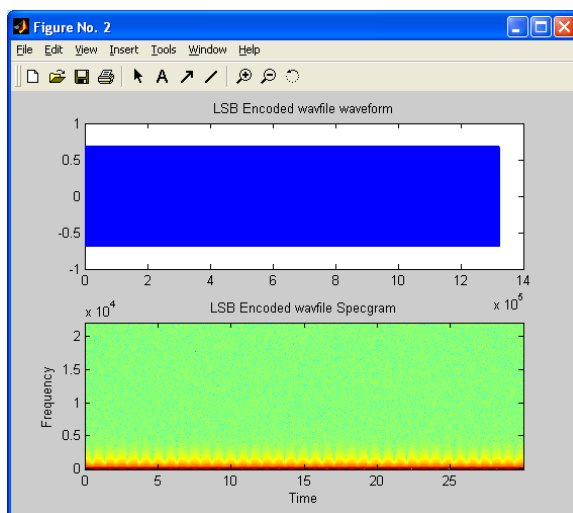 Figure No. 2
File Edit View Insert Tools Window Help
A
LSB Encoded wavfile waveform
1
0.5
0
-0.5
-1
0 2 4 6 8 10 12 14
x 10^5
LSB Encoded wavfile Specgram
x 10^4
2
1.5
1
0.5
0
Frequency
0 5 10 15 20 25
Time